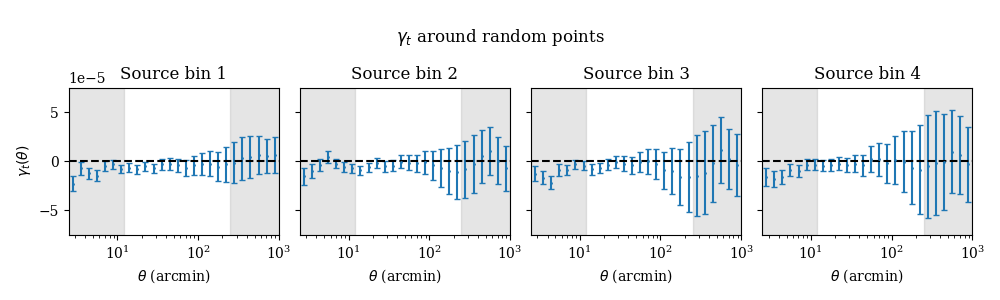 γt around random points
1e−5 Source bin 1 Source bin 2 Source bin 3 Source bin 4
γt(θ)
5
0
−5
10¹ 10² 10³ 10¹ 10² 10³ 10¹ 10² 10³ 10¹ 10² 10³
θ (arcmin) θ (arcmin) θ (arcmin) θ (arcmin)